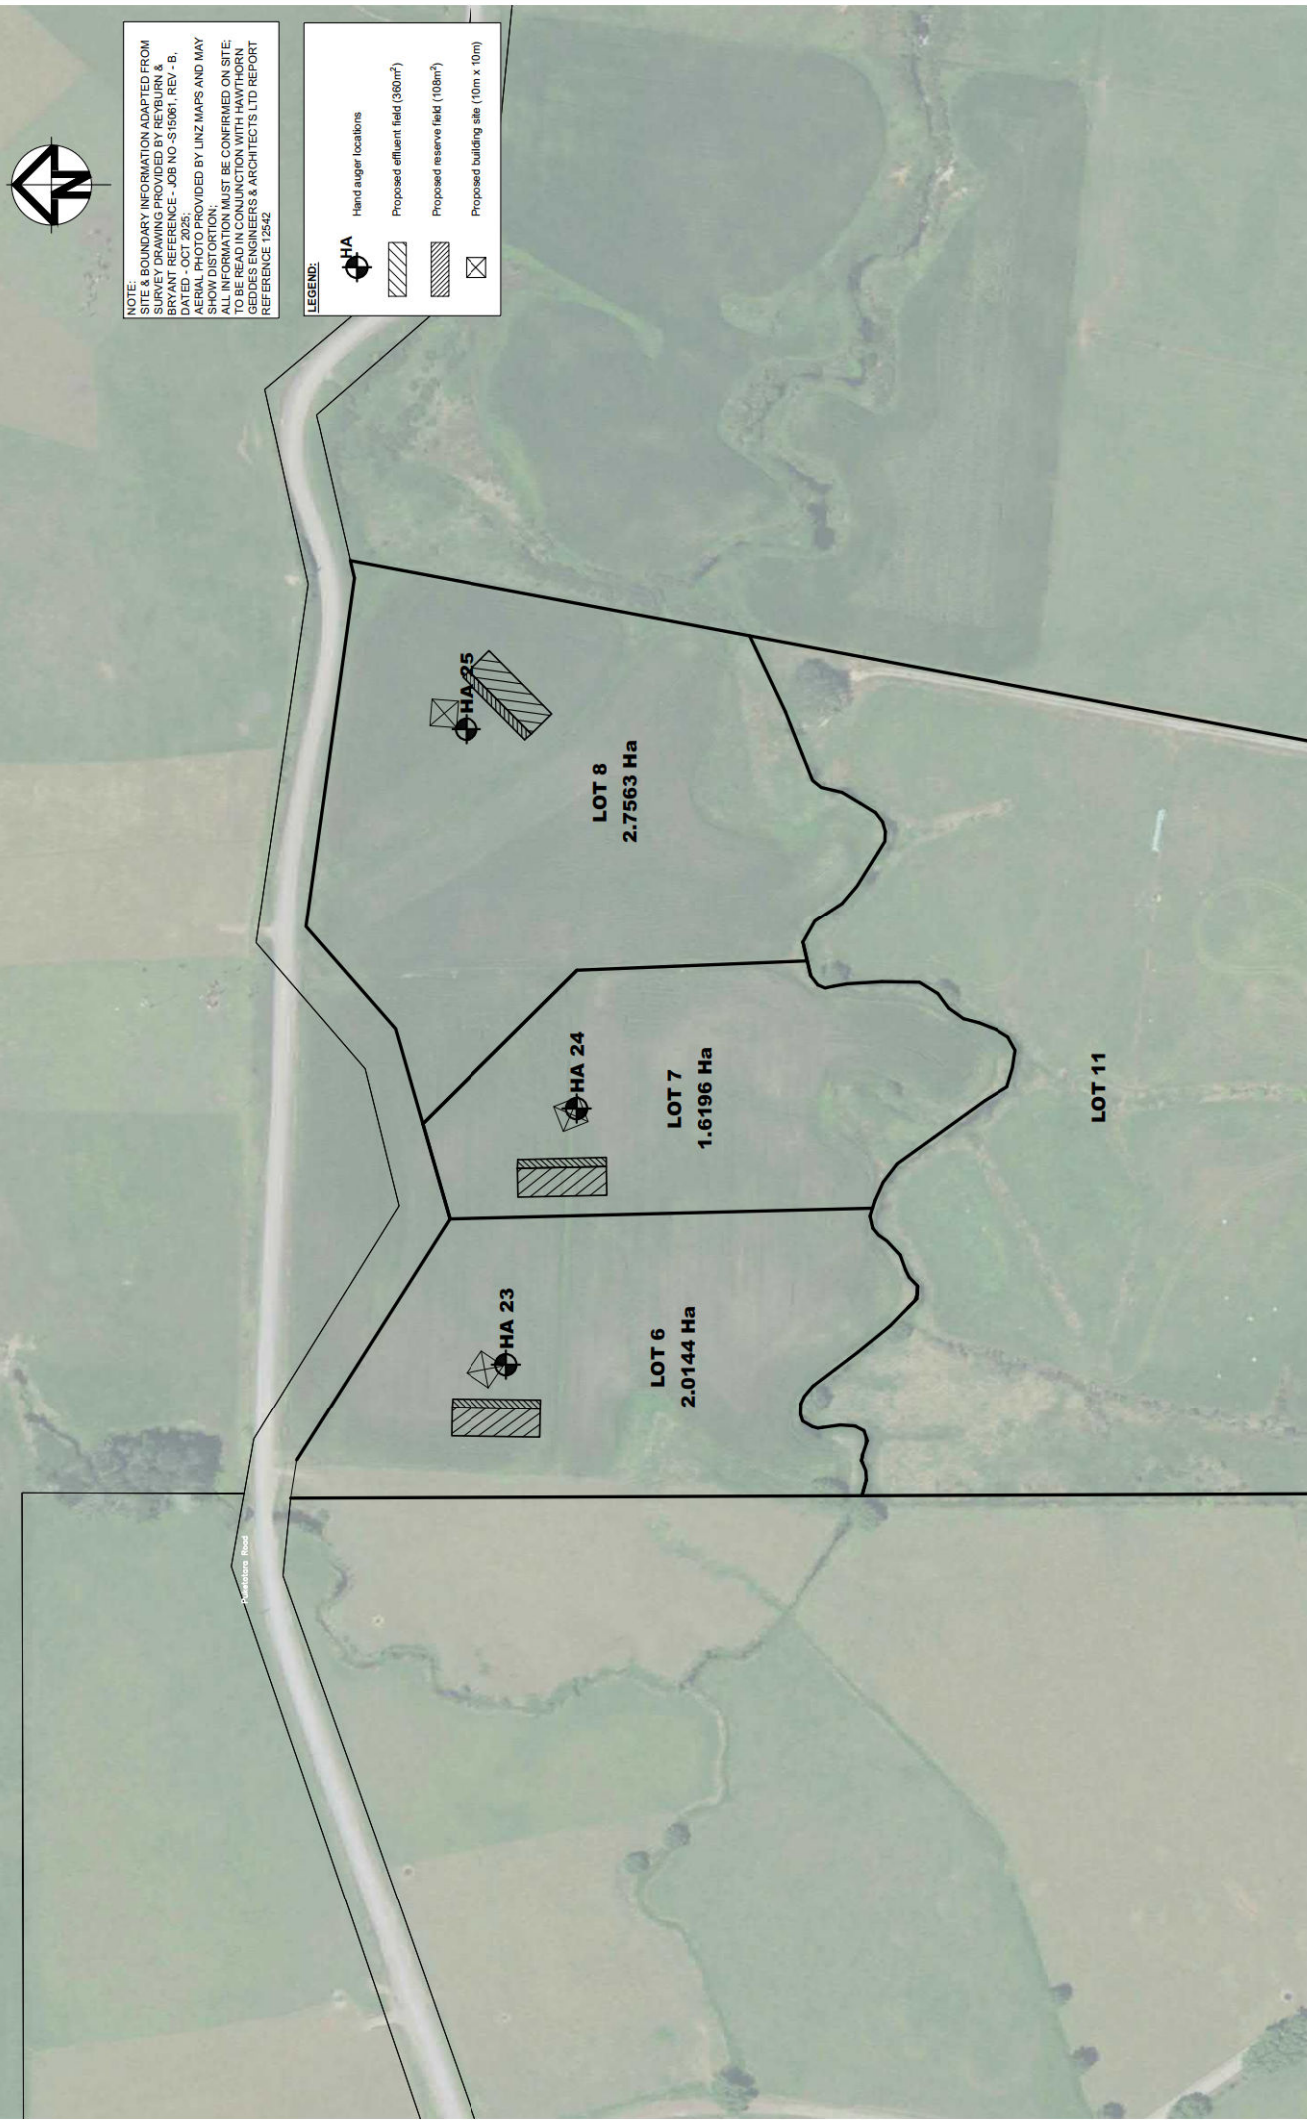 N
NOTE:
SITE & BOUNDARY INFORMATION ADAPTED FROM
SURVEY DRAWING PROVIDED BY REYBURN &
BRYANT REFERENCE - JOB NO -S15061, REV - B,
DATED - OCT 2025;
AERIAL PHOTO PROVIDED BY LINZ MAPS AND MAY
SHOW DISTORTION;
ALL INFORMATION MUST BE CONFIRMED ON SITE;
TO BE READ IN CONJUNCTION WITH HAWTHORN
GEDDES ENGINEERS & ARCHITECTS LTD REPORT
REFERENCE 12542
LEGEND:
HA
Hand auger locations
Proposed effluent field (360m²)
Proposed reserve field (108m²)
Proposed building site (10m x 10m)
Puketotara Road
HA 23
HA 24
HA 25
LOT 6
2.0144 Ha
LOT 7
1.6196 Ha
LOT 8
2.7563 Ha
LOT 11